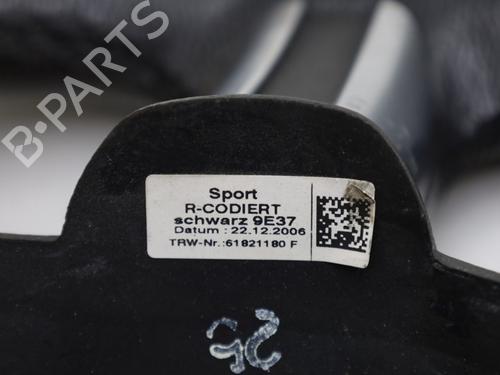 B-PARTS
Sport
R-CODIERT
schwarz 9E37
Datum : 22.12.2006
TRW-Nr.:61821180 F